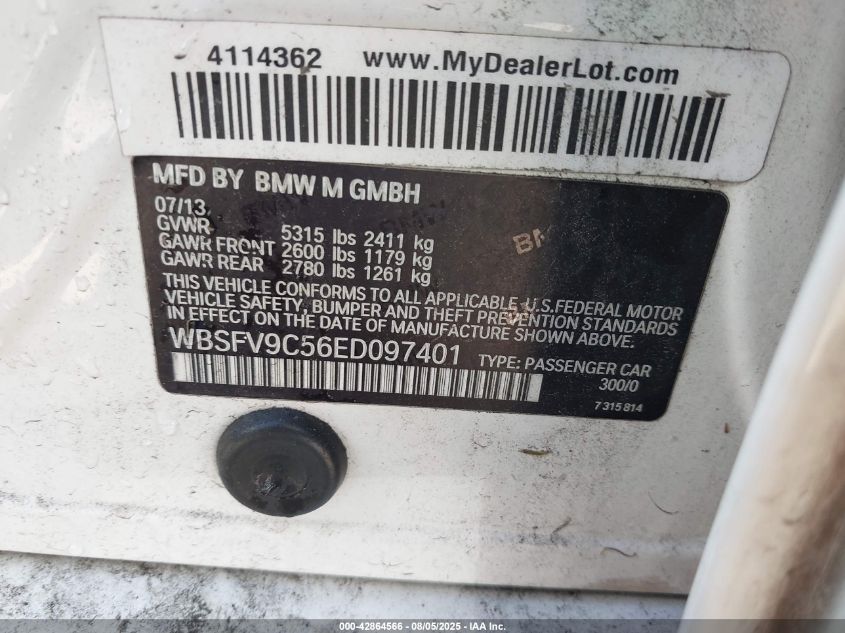 4114362 www.MyDealerLot.com
MFD BY BMW M GMBH
07/13
GVWR 5315 lbs 2411 kg
GAWR FRONT 2600 lbs 1179 kg
GAWR REAR 2780 lbs 1261 kg
THIS VEHICLE CONFORMS TO ALL APPLICABLE U.S.FEDERAL MOTOR
VEHICLE SAFETY, BUMPER AND THEFT PREVENTION STANDARDS
IN EFFECT ON THE DATE OF MANUFACTURE SHOWN ABOVE.
WBSFV9C56ED097401 TYPE: PASSENGER CAR
300/0
7 315 814
000-42864566 - 08/05/2025 - IAA Inc.